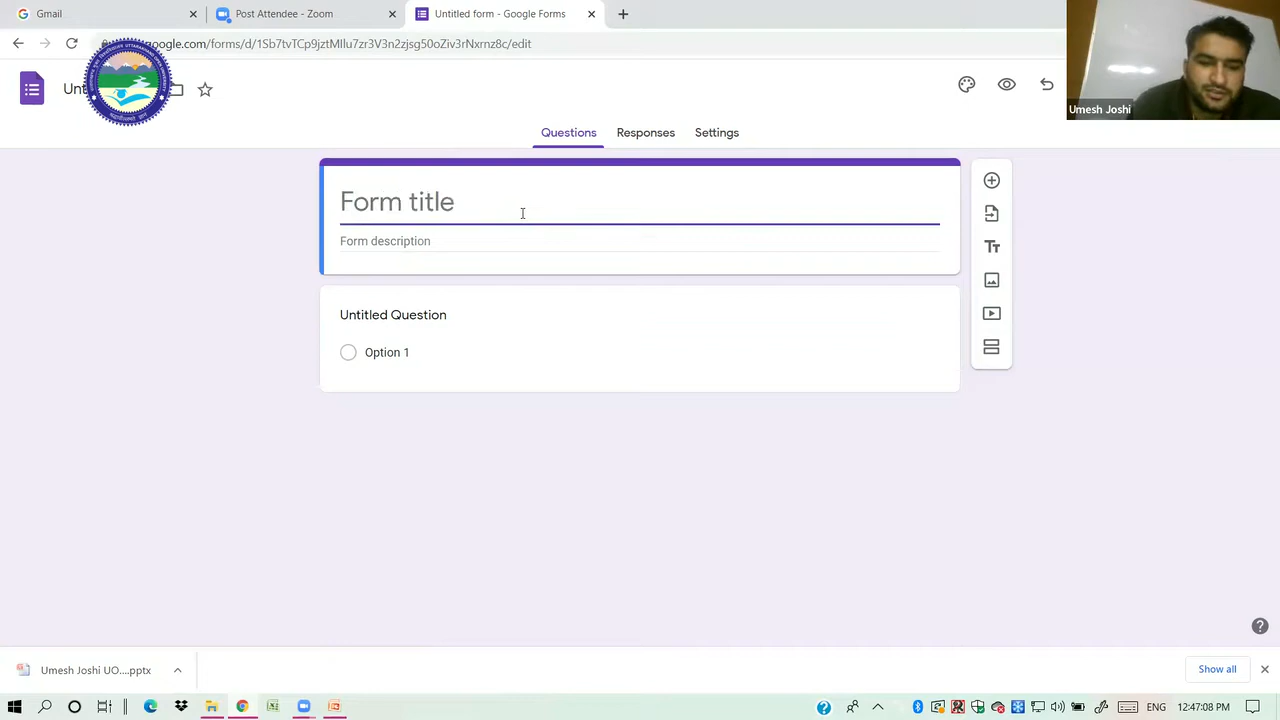 Gmail
Post Attendee - Zoom
Untitled form - Google Forms
google.com/forms/d/1Sb7tvTCp9jztMIlu7zr3V3n2zjsg50oZiv3rNxrnz8c/edit
Umesh Joshi
Questions
Responses
Settings
Form title
Form description
Untitled Question
Option 1
Umesh Joshi UO....pptx
Show all
ENG
12:47:08 PM